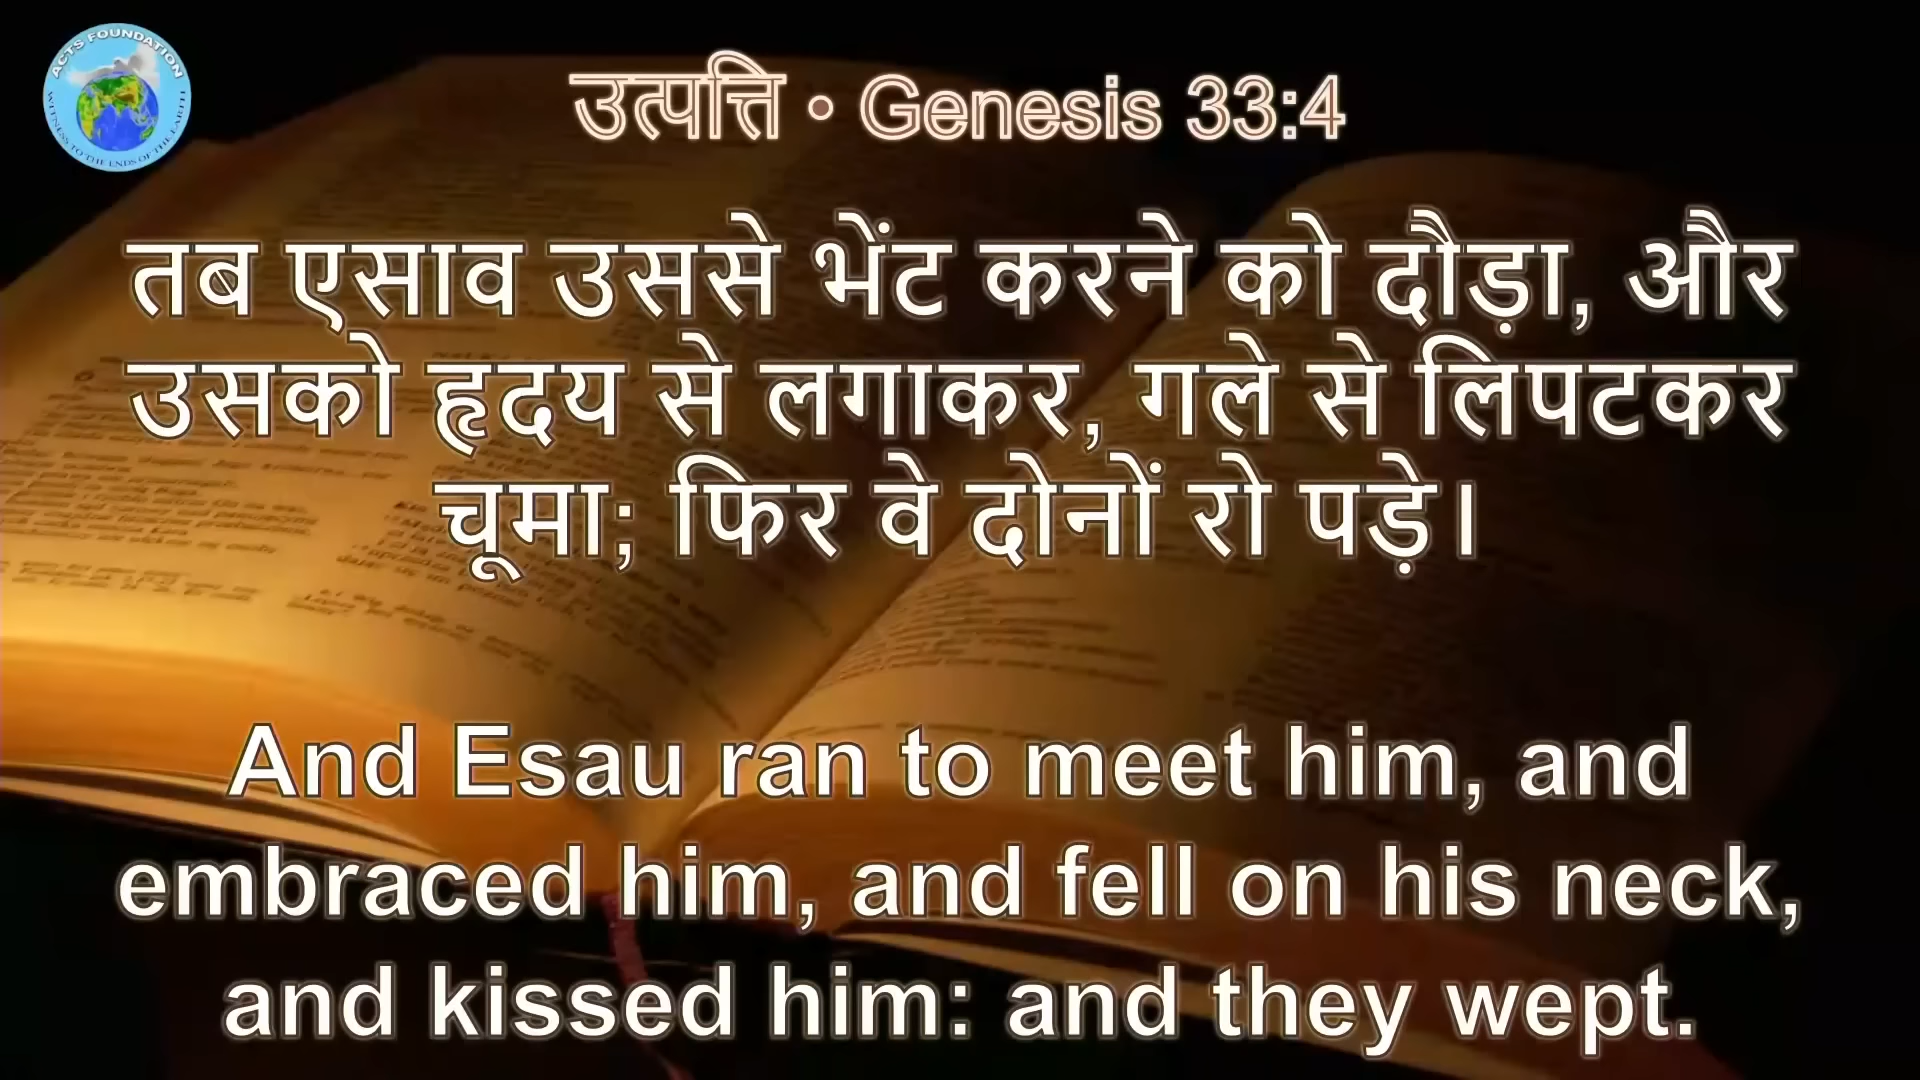 ACTS FOUNDATION
WITNESS TO THE ENDS OF THE EARTH
उत्पत्ति • Genesis 33:4
तब एसाव उससे भेंट करने को दौड़ा, और
उसको हृदय से लगाकर, गले से लिपटकर
चूमा; फिर वे दोनों रो पड़े।
And Esau ran to meet him, and
embraced him, and fell on his neck,
and kissed him: and they wept.